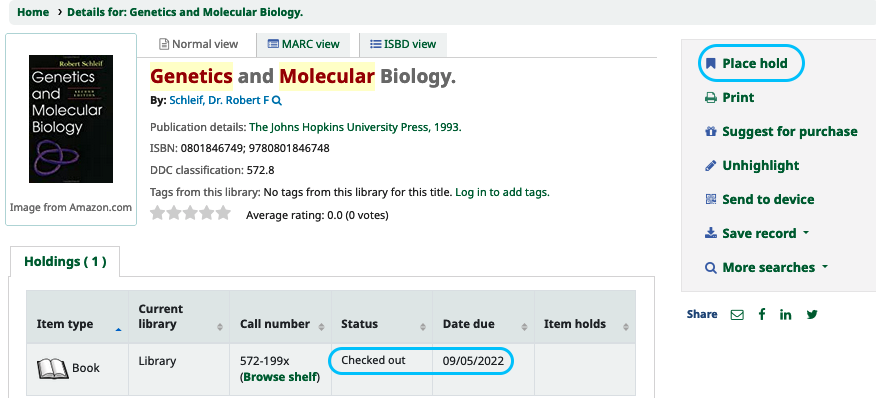 Home › Details for: Genetics and Molecular Biology.
Robert Schleif
Genetics
and
Molecular
Biology
SECOND EDITION
Image from Amazon.com
Normal view
MARC view
ISBD view
Genetics and Molecular Biology.
By: Schleif, Dr. Robert F
Publication details: The Johns Hopkins University Press, 1993.
ISBN: 0801846749; 9780801846748
DDC classification: 572.8
Tags from this library: No tags from this library for this title. Log in to add tags.
Average rating: 0.0 (0 votes)
Place hold
Print
Suggest for purchase
Unhighlight
Send to device
Save record
More searches
Share
Holdings ( 1 )
Item type
Current library
Call number
Status
Date due
Item holds
Book
Library
572-199x
(Browse shelf)
Checked out
09/05/2022